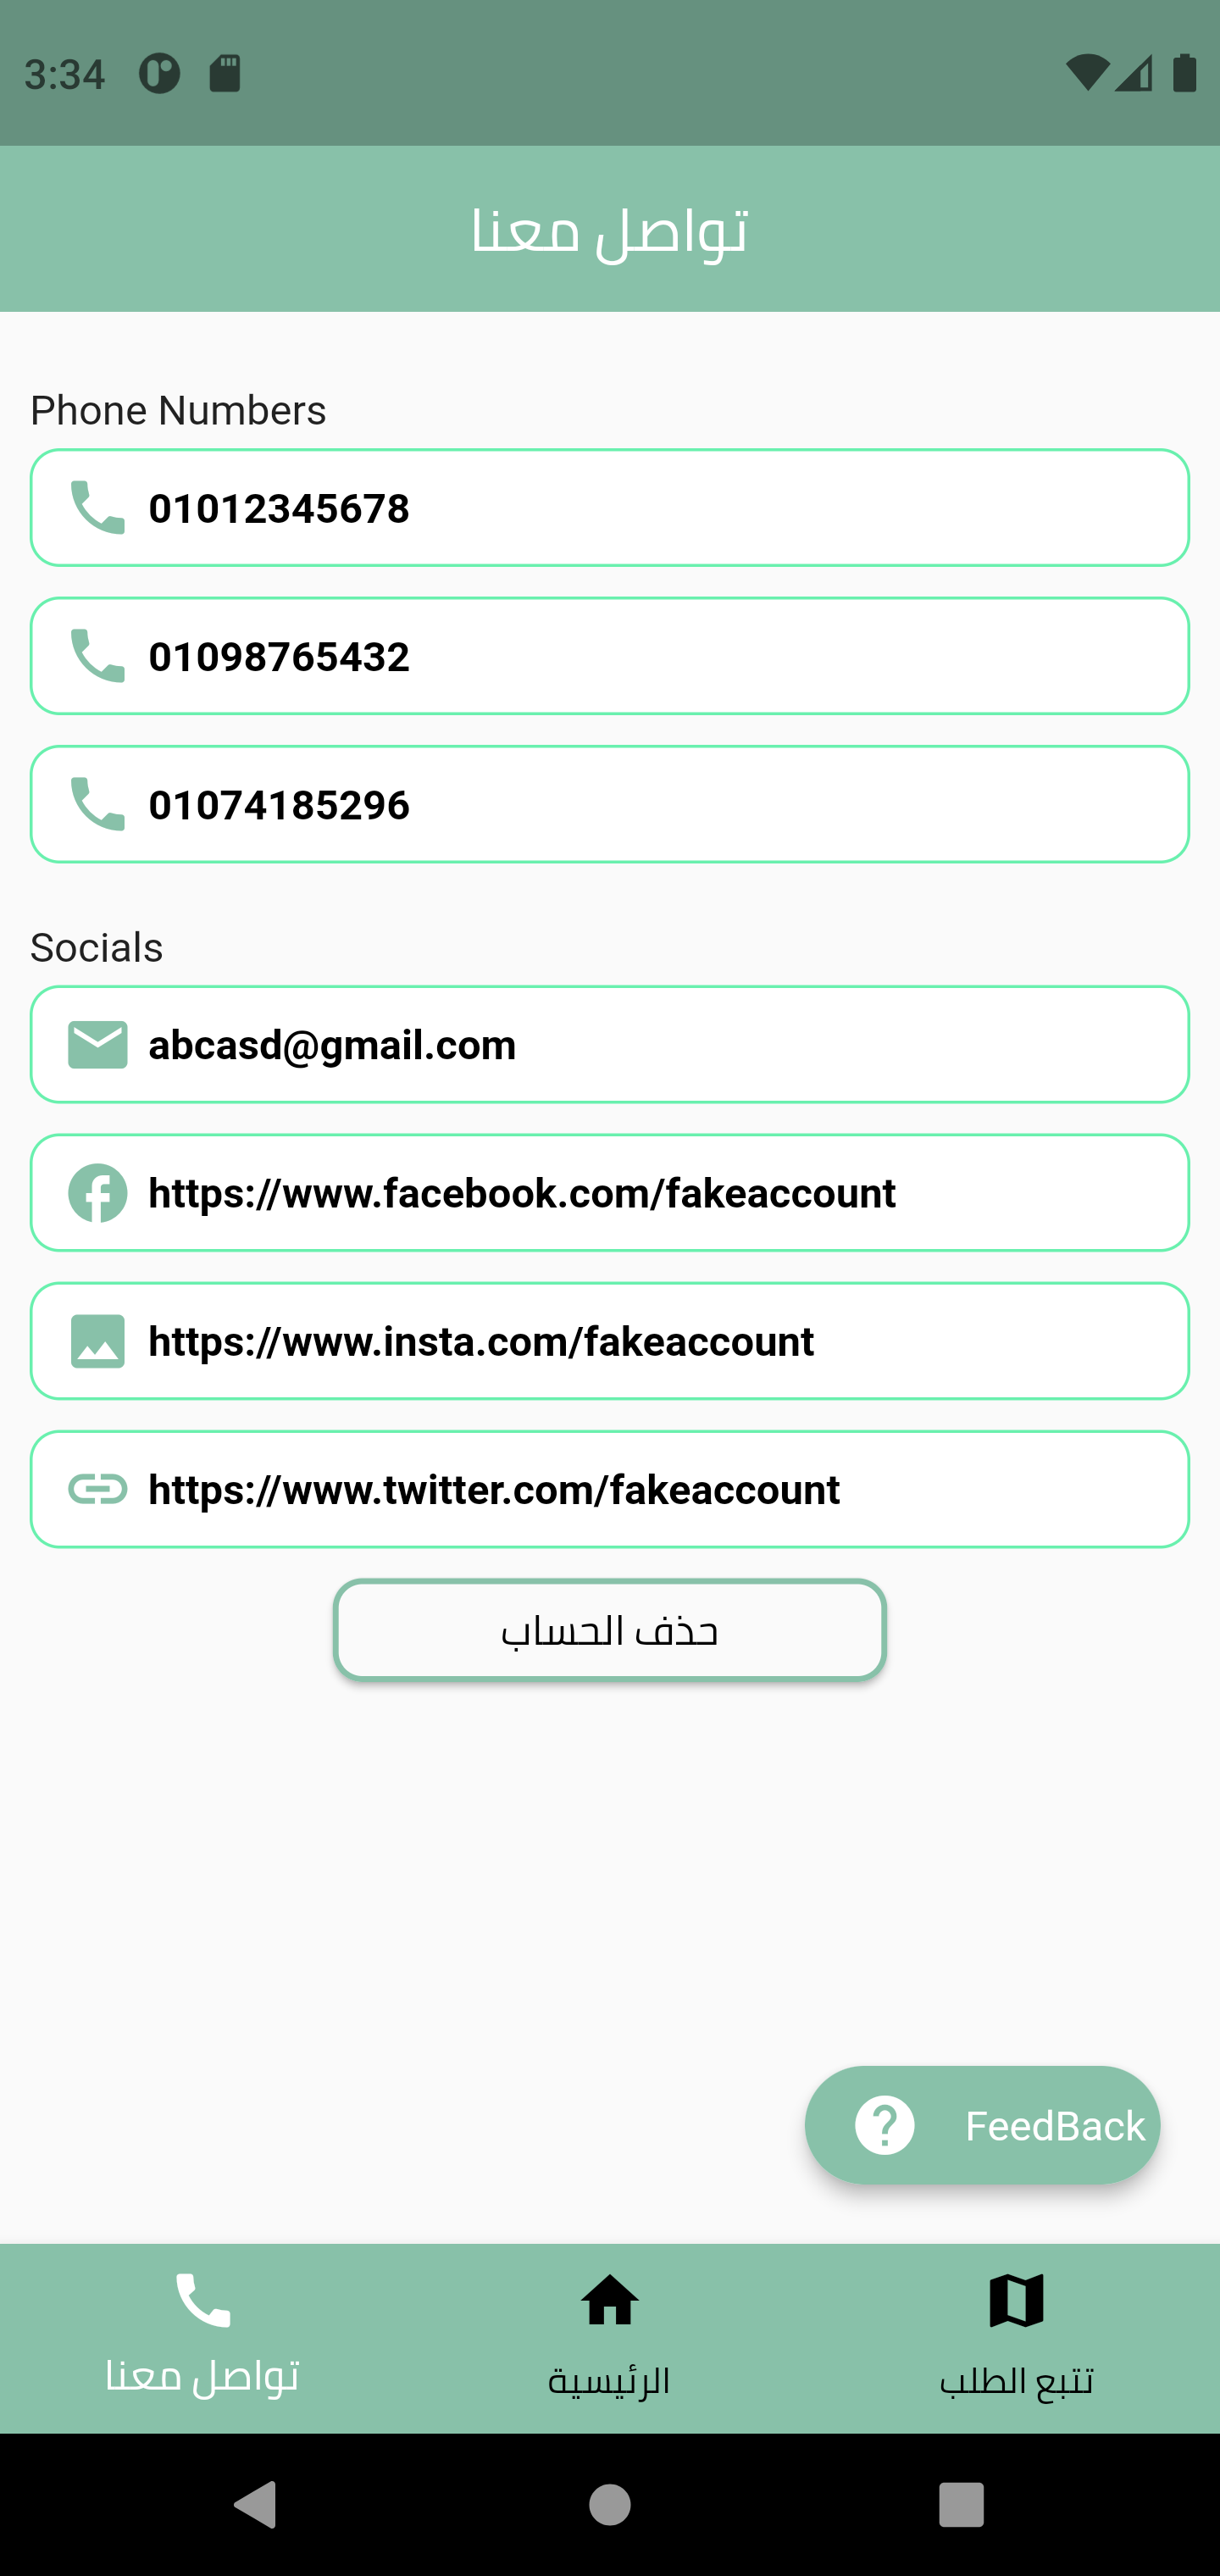 3:34
تواصل معنا
Phone Numbers
01012345678
01098765432
01074185296
Socials
abcasd@gmail.com
https://www.facebook.com/fakeaccount
https://www.insta.com/fakeaccount
https://www.twitter.com/fakeaccount
حذف الحساب
FeedBack
تواصل معنا
الرئيسية
تتبع الطلب